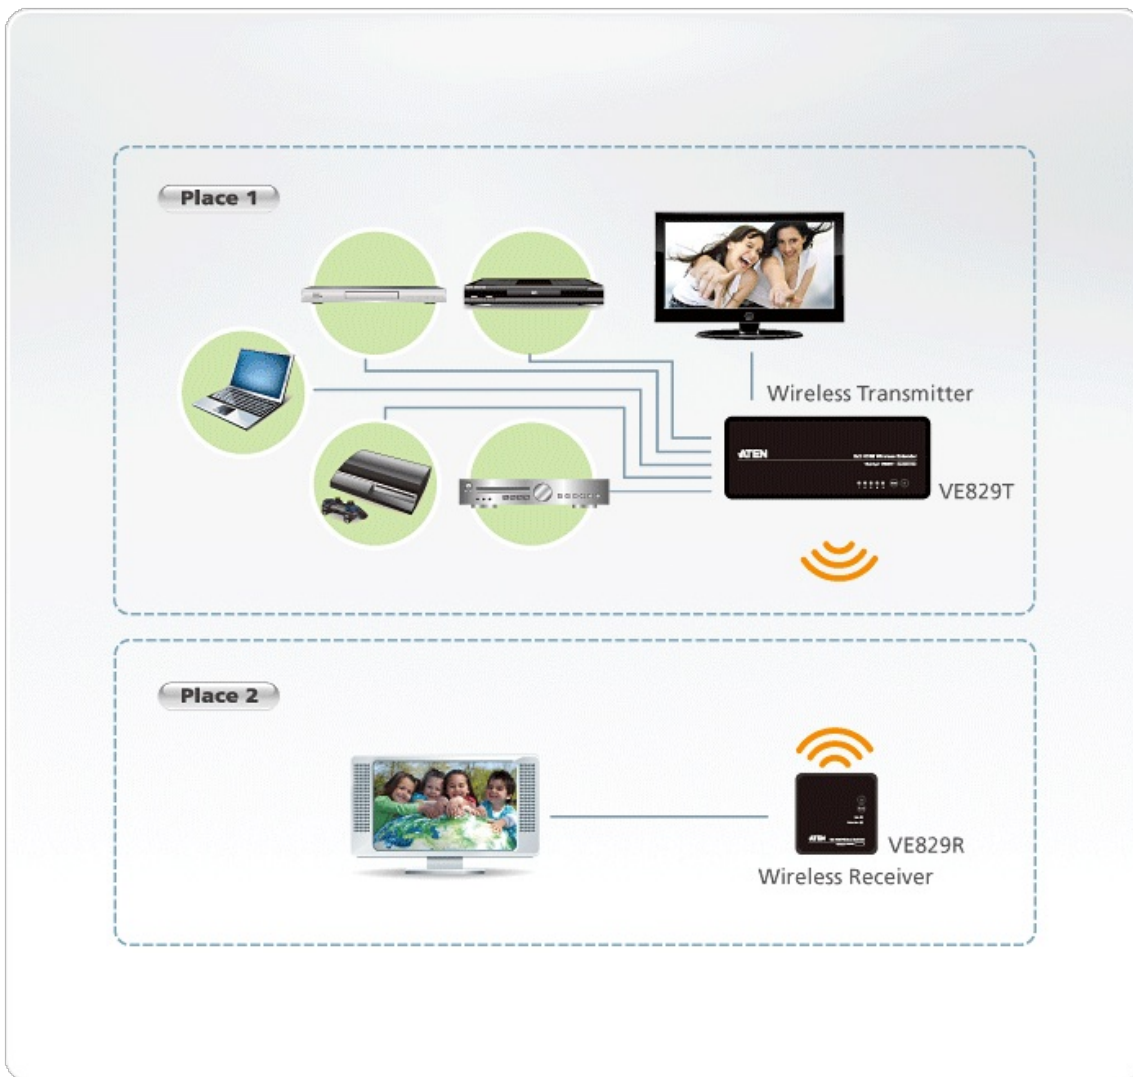 Place 1
Wireless Transmitter
ATEN
VE829T
Place 2
ATEN
VE829R
Wireless Receiver